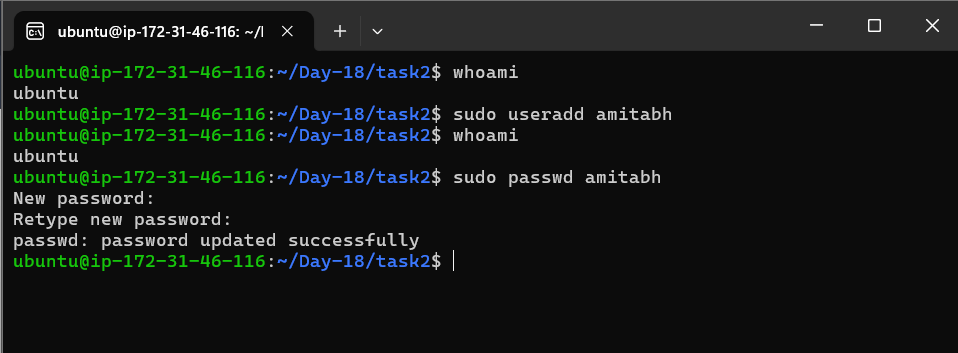 ubuntu@ip-172-31-46-116: ~/
ubuntu@ip-172-31-46-116:~/Day-18/task2$ whoami
ubuntu
ubuntu@ip-172-31-46-116:~/Day-18/task2$ sudo useradd amitabh
ubuntu@ip-172-31-46-116:~/Day-18/task2$ whoami
ubuntu
ubuntu@ip-172-31-46-116:~/Day-18/task2$ sudo passwd amitabh
New password:
Retype new password:
passwd: password updated successfully
ubuntu@ip-172-31-46-116:~/Day-18/task2$